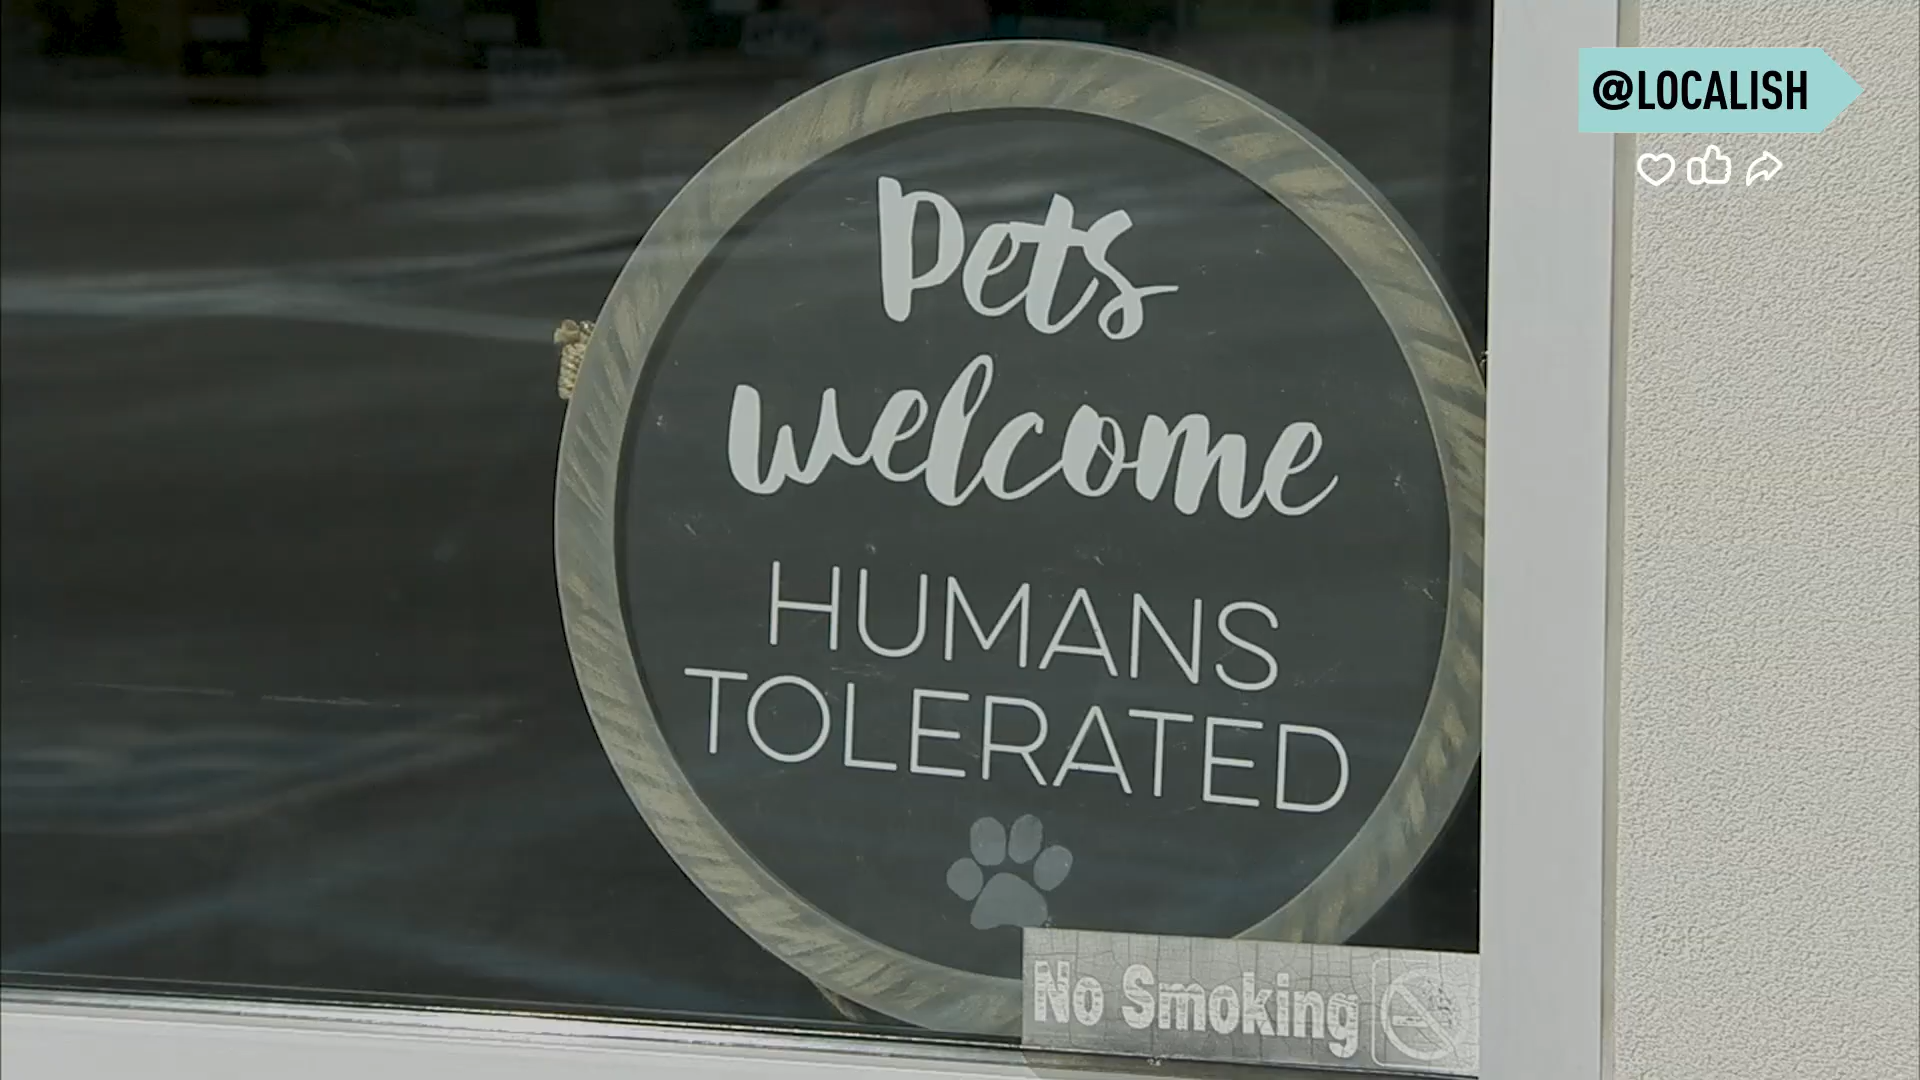 @LOCALISH
Pets
welcome
HUMANS
TOLERATED
No Smoking